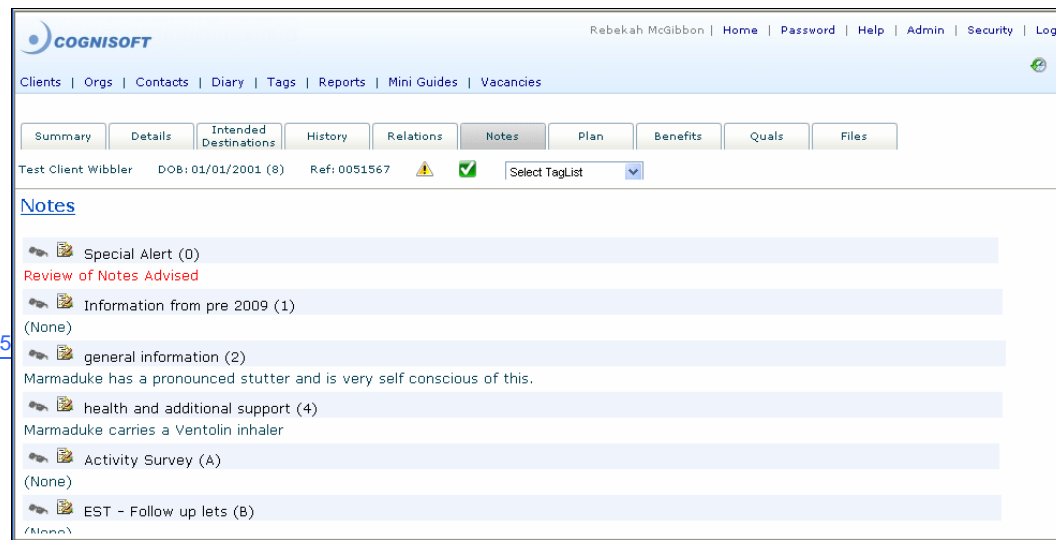 COGNISOFT
Rebekah McGibbon | Home | Password | Help | Admin | Security | Log
Clients | Orgs | Contacts | Diary | Tags | Reports | Mini Guides | Vacancies
Summary Details Intended Destinations History Relations Notes Plan Benefits Quals Files
Test Client Wibbler DOB: 01/01/2001 (8) Ref: 0051567 Select TagList
Notes
Special Alert (0)
Review of Notes Advised
Information from pre 2009 (1)
(None)
5
general information (2)
Marmaduke has a pronounced stutter and is very self conscious of this.
health and additional support (4)
Marmaduke carries a Ventolin inhaler
Activity Survey (A)
(None)
EST - Follow up lets (B)
(None)